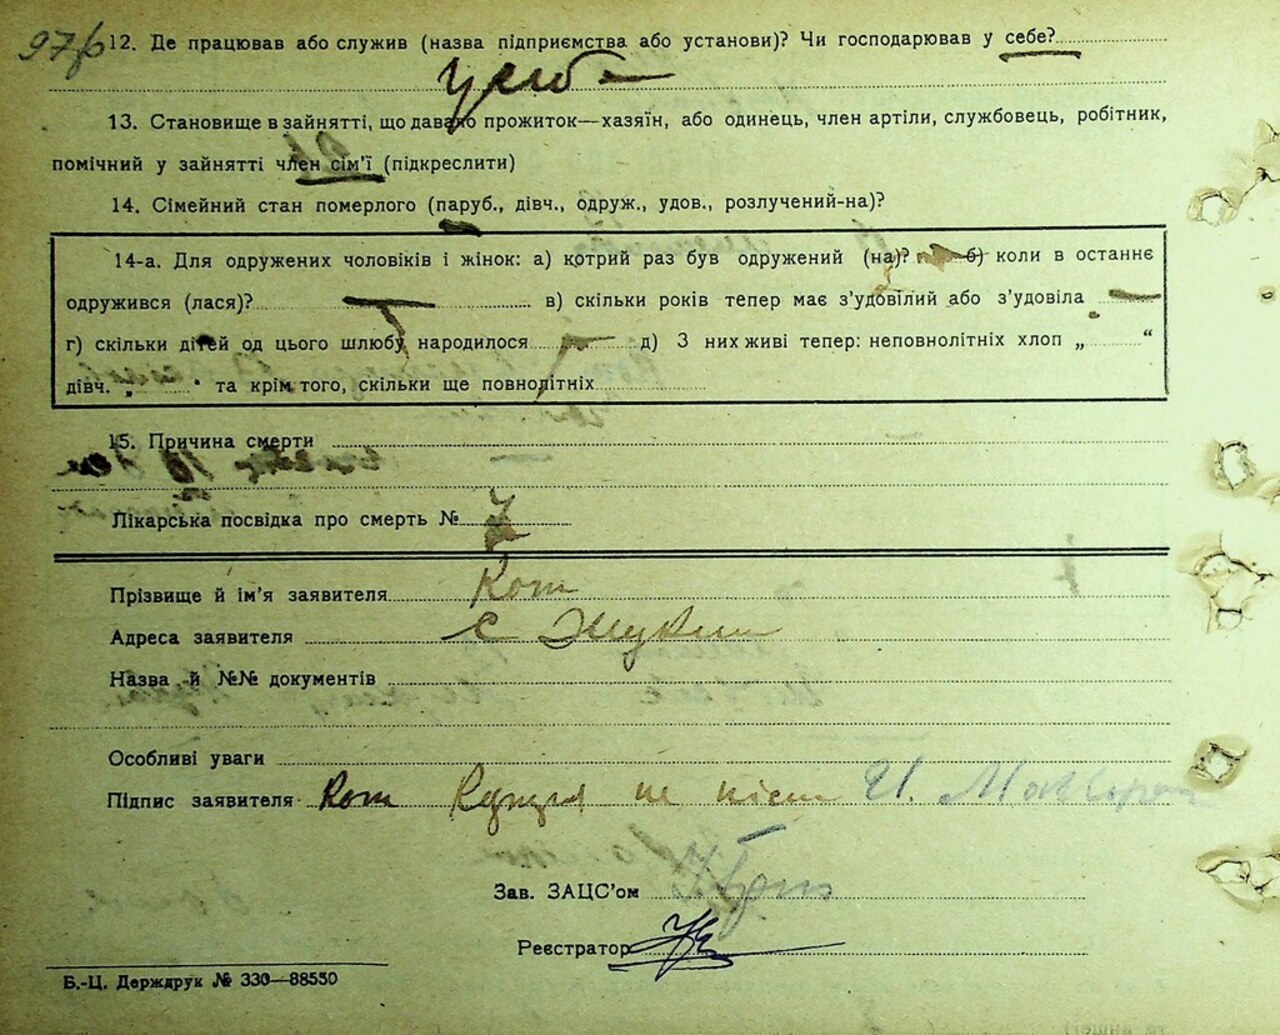 12. Де працював або служив (назва підприємства або установи)? Чи господарював у себе?
у себе
13. Становище в зайнятті, що давало прожиток—хазяїн, або одинець, член артіли, службовець, робітник,
помічний у зайнятті член сім'ї (підкреслити)
14. Сімейний стан померлого (паруб., дівч., одруж., удов., розлучений-на)?
14-а. Для одружених чоловіків і жінок: а) котрий раз був одружений (на)? б) коли в останнє
одружився (лася)? в) скільки років тепер має з'удовілий або з'удовіла
г) скільки дітей од цього шлюбу народилося д) З них живі тепер: неповнолітніх хлоп „ “
дівч. „ “ та крім того, скільки ще повнолітніх
15. Причина смерти
Лікарська посвідка про смерть №
Прізвище й ім'я заявителя Кот
Адреса заявителя с Жукин
Назва й №№ документів
Особливі уваги
Підпис заявителя Кот
Зав. ЗАЦС'ом
Реєстратор
Б.-Ц. Держдрук № 330—88550